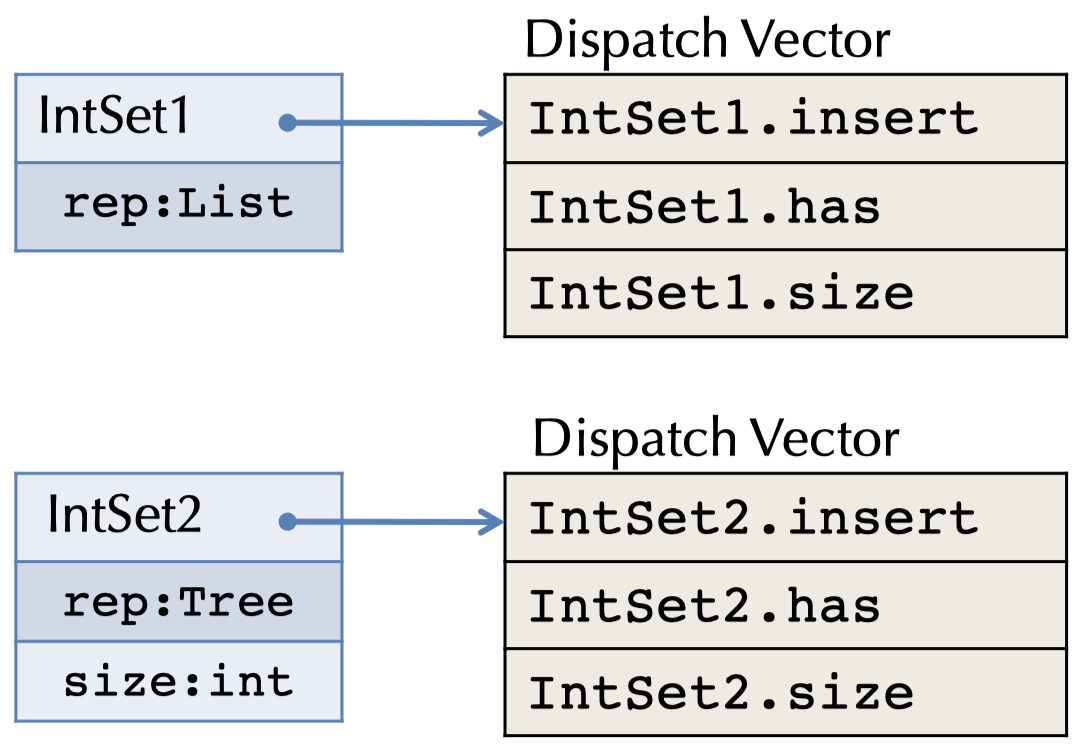 Dispatch Vector
IntSet1
IntSet1.insert
rep:List
IntSet1.has
IntSet1.size
Dispatch Vector
IntSet2
IntSet2.insert
rep:Tree
IntSet2.has
size:int
IntSet2.size